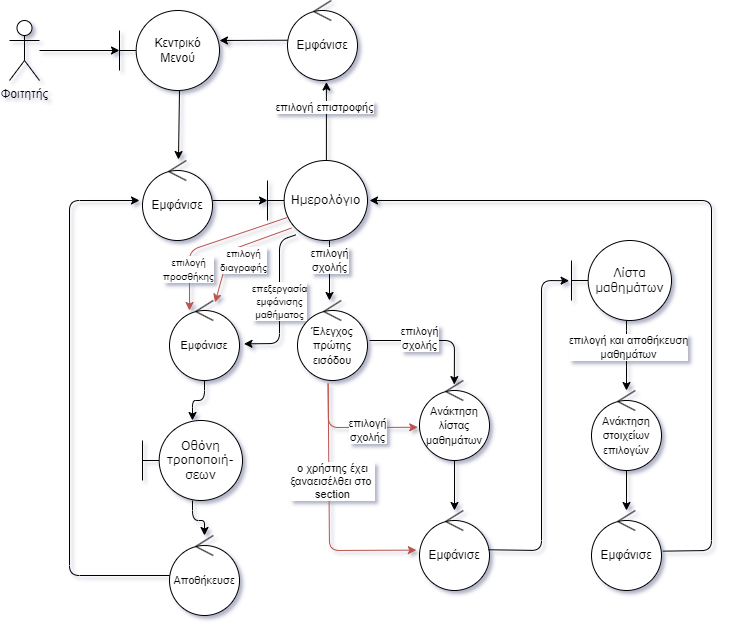 Φοιτητής
Κεντρικό
Μενού
Εμφάνισε
επιλογή επιστροφής
Εμφάνισε
Ημερολόγιο
επιλογή
προσθήκης
επιλογή
διαγραφής
επεξεργασία
εμφάνισης
μαθήματος
επιλογή
σχολής
Λίστα
μαθημάτων
Εμφάνισε
Έλεγχος
πρώτης
εισόδου
επιλογή
σχολής
επιλογή και αποθήκευση
μαθημάτων
Ανάκτηση
λίστας
μαθημάτων
επιλογή
σχολής
Ανάκτηση
στοιχείων
επιλογών
Οθόνη
τροποποιή-
σεων
ο χρήστης έχει
ξαναεισέλθει στο
section
Εμφάνισε
Εμφάνισε
Αποθήκευσε